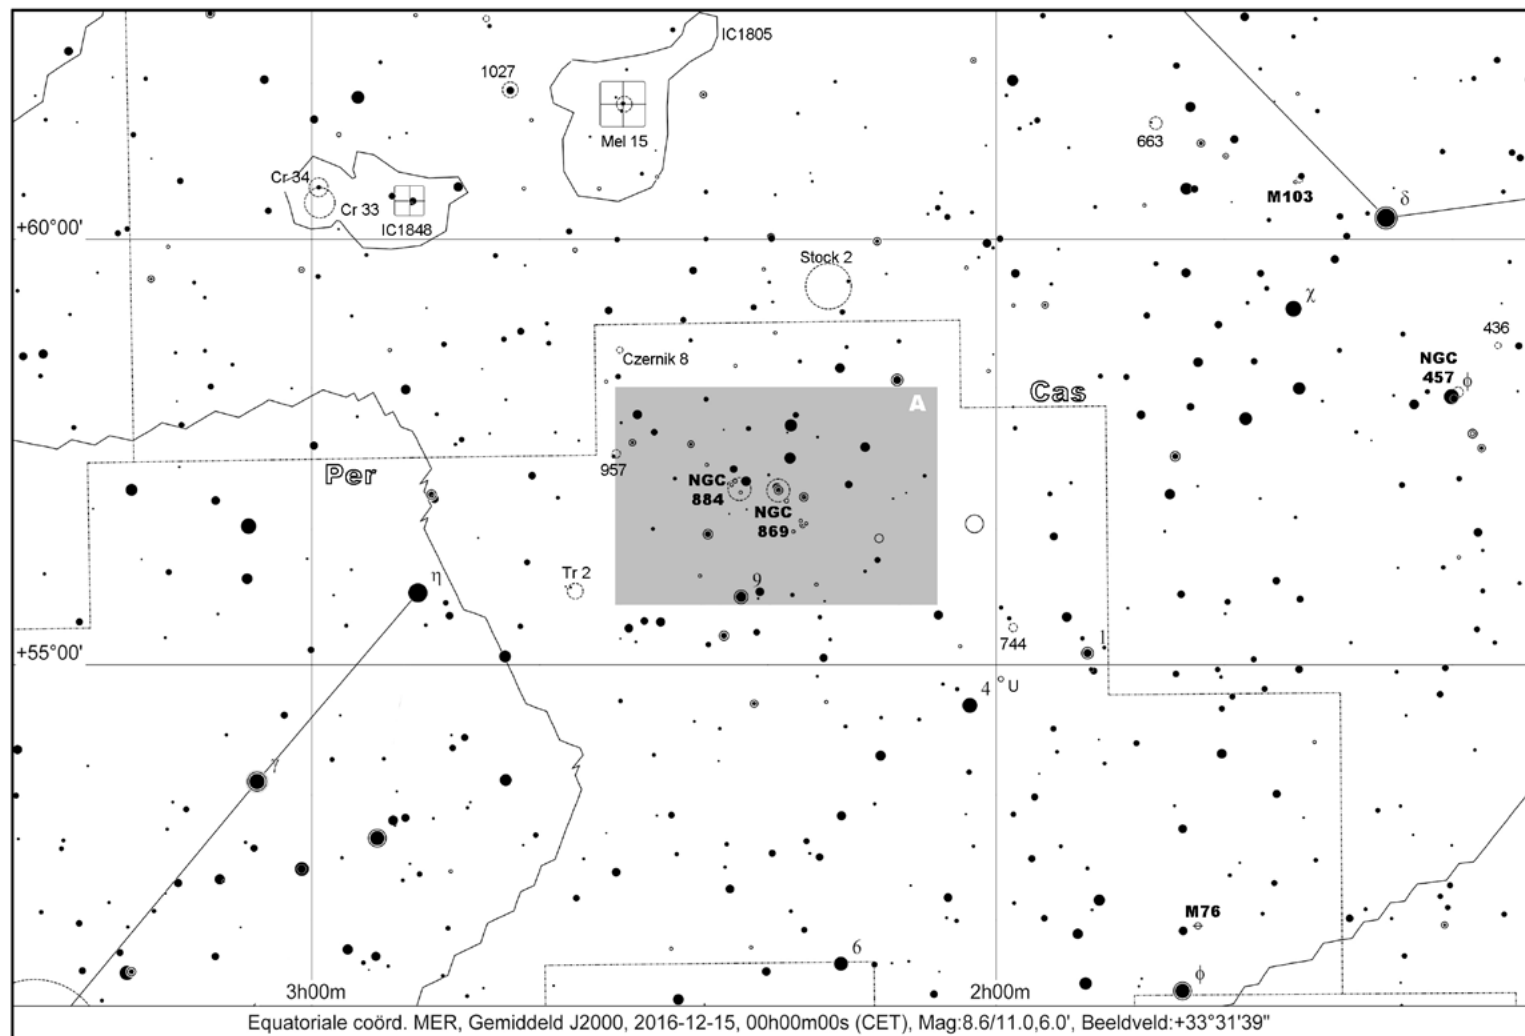 IC1805
1027
Mel 15
663
Cr 34
M103
δ
Cr 33
IC1848
+60°00'
Stock 2
χ
436
Czernik 8
NGC
457
ϕ
Cas
A
Per
957
NGC
884
NGC
869
η
Tr 2
9
744
1
+55°00'
4
U
γ
M76
6
ϕ
3h00m
2h00m
Equatoriale coörd. MER, Gemiddeld J2000, 2016-12-15, 00h00m00s (CET), Mag:8.6/11.0,6.0', Beeldveld:+33°31'39"